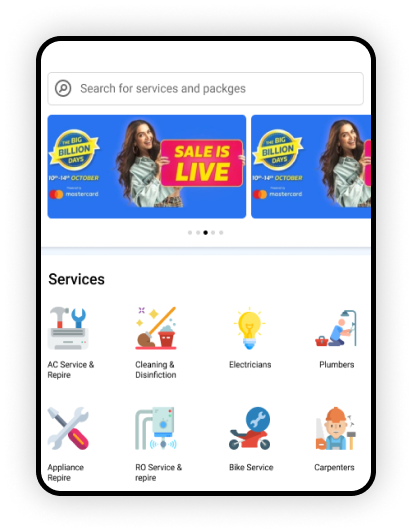 Search for services and packges
THE BIG
BILLION
DAYS
10th-14th OCTOBER
mastercard
SALE IS
LIVE
THE BIG
BILLION
DAYS
10th-14th OCTOBER
mastercard
Services
AC Service &
Repire
Cleaning &
Disinfiction
Electricians
Plumbers
Appliance
Repire
RO Service &
repire
Bike Service
Carpenters